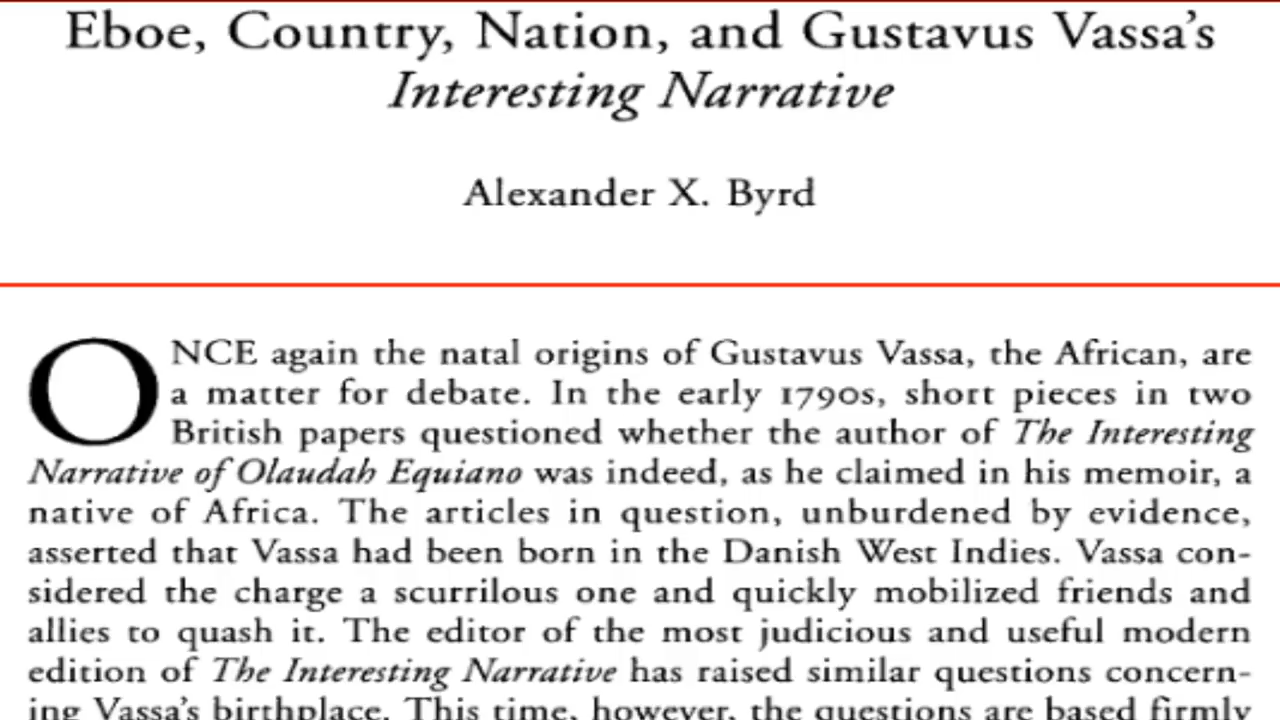 Eboe, Country, Nation, and Gustavus Vassa’s
Interesting Narrative
Alexander X. Byrd
ONCE again the natal origins of Gustavus Vassa, the African, are
a matter for debate. In the early 1790s, short pieces in two
British papers questioned whether the author of The Interesting
Narrative of Olaudah Equiano was indeed, as he claimed in his memoir, a
native of Africa. The articles in question, unburdened by evidence,
asserted that Vassa had been born in the Danish West Indies. Vassa con-
sidered the charge a scurrilous one and quickly mobilized friends and
allies to quash it. The editor of the most judicious and useful modern
edition of The Interesting Narrative has raised similar questions concern-
ing Vassa’s birthplace. This time, however, the questions are based firmly